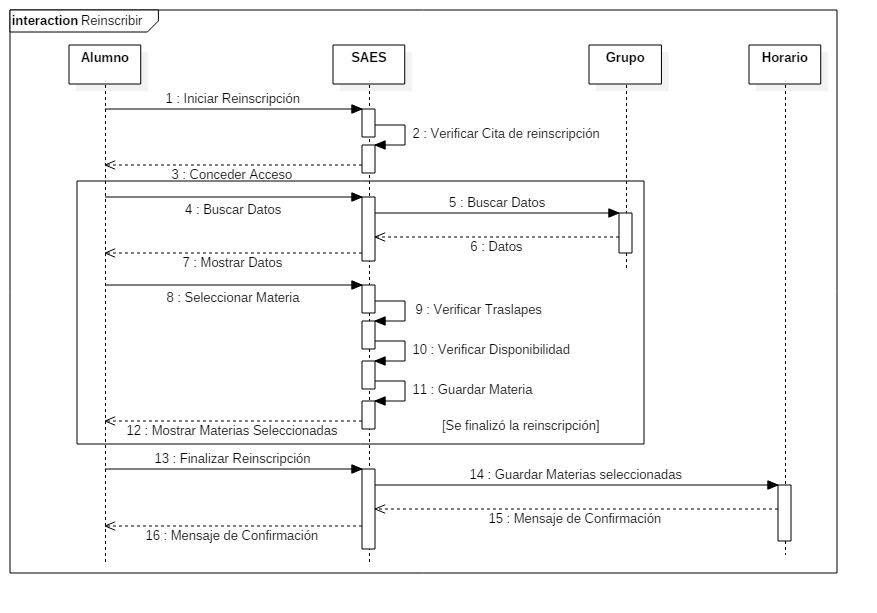 interaction Reinscribir
Alumno
SAES
Grupo
Horario
1 : Iniciar Reinscripción
2 : Verificar Cita de reinscripción
3 : Conceder Acceso
4 : Buscar Datos
5 : Buscar Datos
6 : Datos
7 : Mostrar Datos
8 : Seleccionar Materia
9 : Verificar Traslapes
10 : Verificar Disponibilidad
11 : Guardar Materia
[Se finalizó la reinscripción]
12 : Mostrar Materias Seleccionadas
13 : Finalizar Reinscripción
14 : Guardar Materias seleccionadas
15 : Mensaje de Confirmación
16 : Mensaje de Confirmación